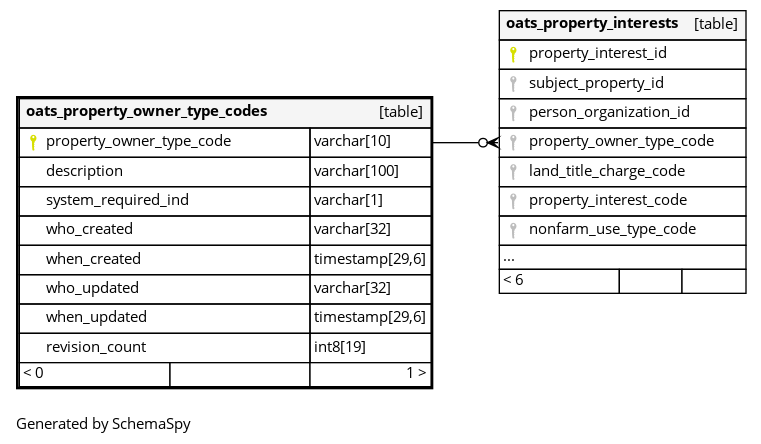 oats_property_interests [table]
property_interest_id
subject_property_id
person_organization_id
property_owner_type_code
land_title_charge_code
property_interest_code
nonfarm_use_type_code
...
< 6
oats_property_owner_type_codes [table]
property_owner_type_code varchar[10]
description varchar[100]
system_required_ind varchar[1]
who_created varchar[32]
when_created timestamp[29,6]
who_updated varchar[32]
when_updated timestamp[29,6]
revision_count int8[19]
< 0 1 >
Generated by SchemaSpy